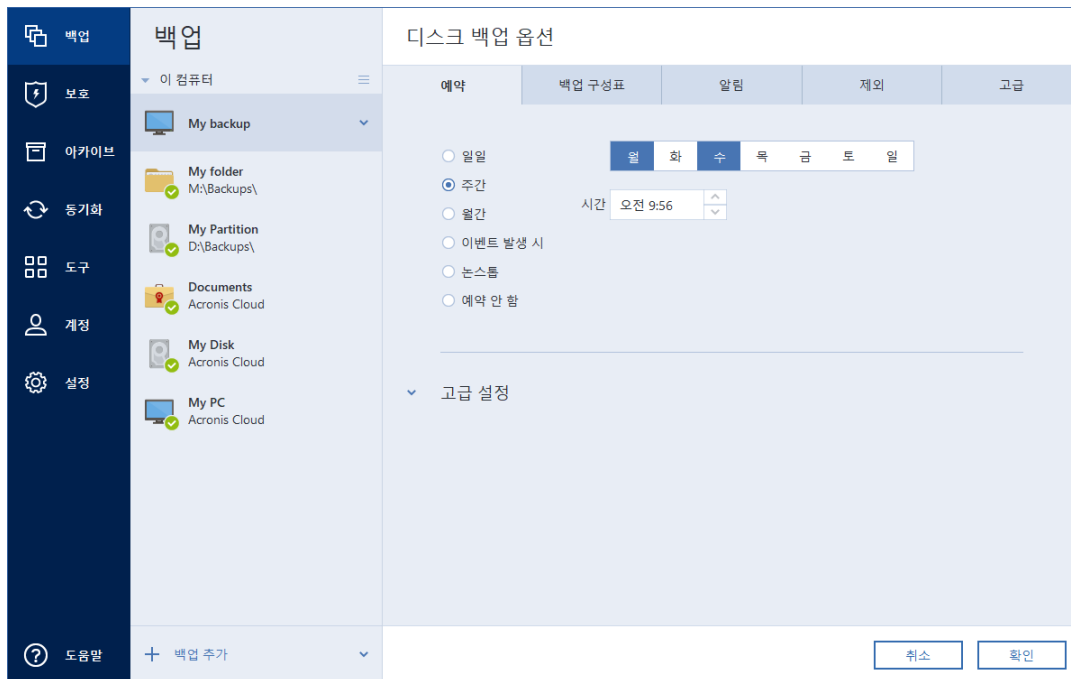 백업
보호
아카이브
동기화
도구
계정
설정
도움말
백업
이 컴퓨터
My backup
My folder
M:\Backups\
My Partition
D:\Backups\
Documents
Acronis Cloud
My Disk
Acronis Cloud
My PC
Acronis Cloud
백업 추가
디스크 백업 옵션
예약 백업 구성표 알림 제외 고급
일일
주간
월간
이벤트 발생 시
논스톱
예약 안 함
월 화 수 목 금 토 일
시간 오전 9:56
고급 설정
취소 확인